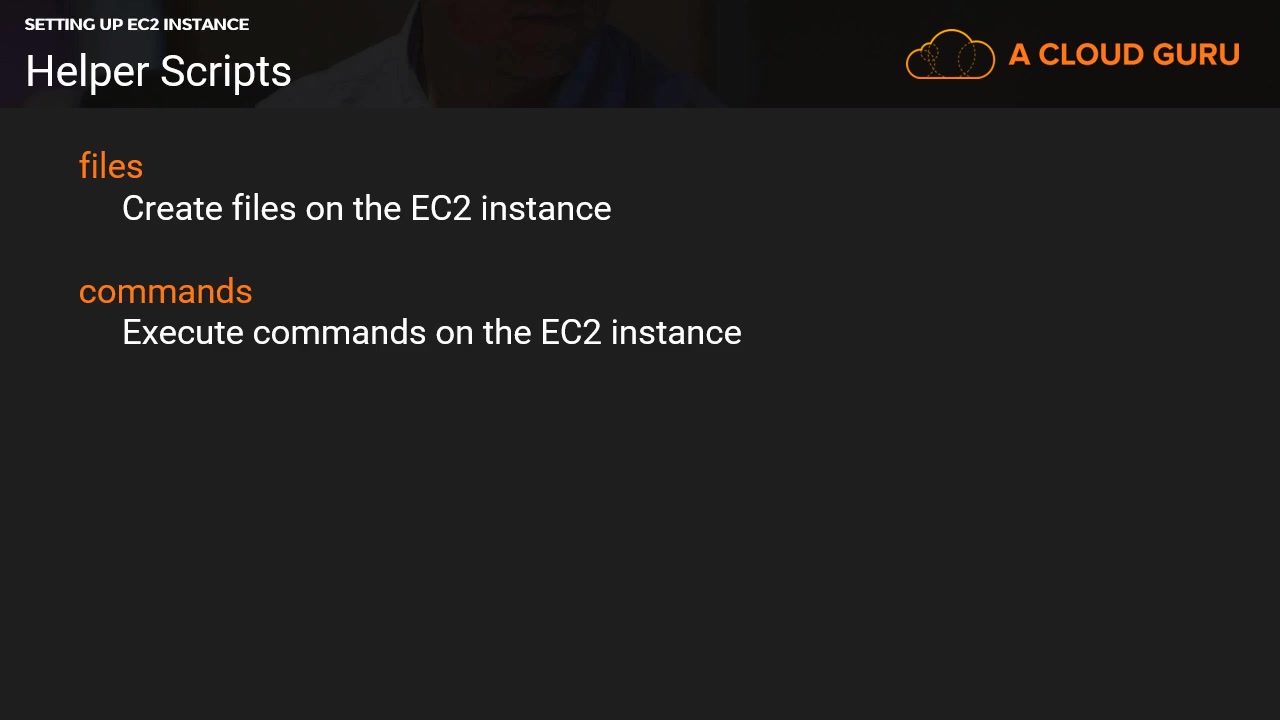 SETTING UP EC2 INSTANCE
Helper Scripts
A CLOUD GURU
files
Create files on the EC2 instance
commands
Execute commands on the EC2 instance